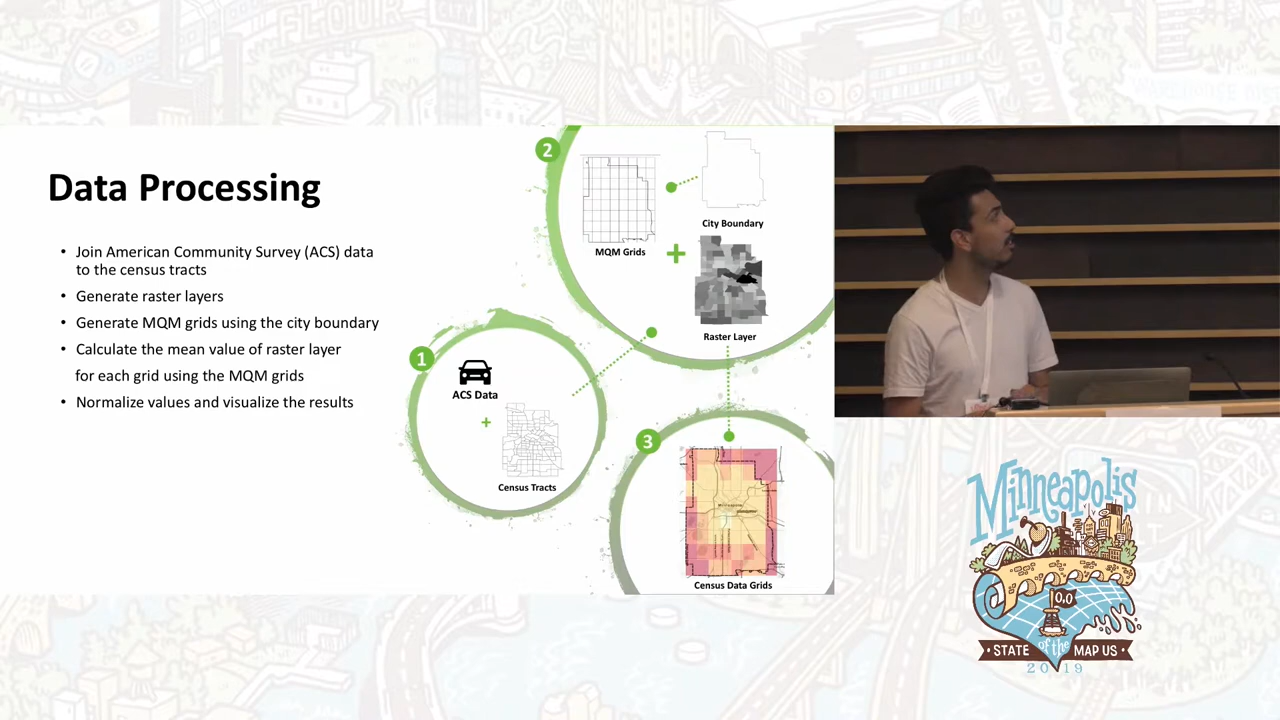 Data Processing
• Join American Community Survey (ACS) data
to the census tracts
• Generate raster layers
• Generate MQM grids using the city boundary
• Calculate the mean value of raster layer
for each grid using the MQM grids
• Normalize values and visualize the results
2
City Boundary
MQM Grids
+
Raster Layer
1
ACS Data
+
Census Tracts
3
Census Data Grids
Minneapolis
0,0
• STATE of the MAP US •
2019
FLOUR
CITY